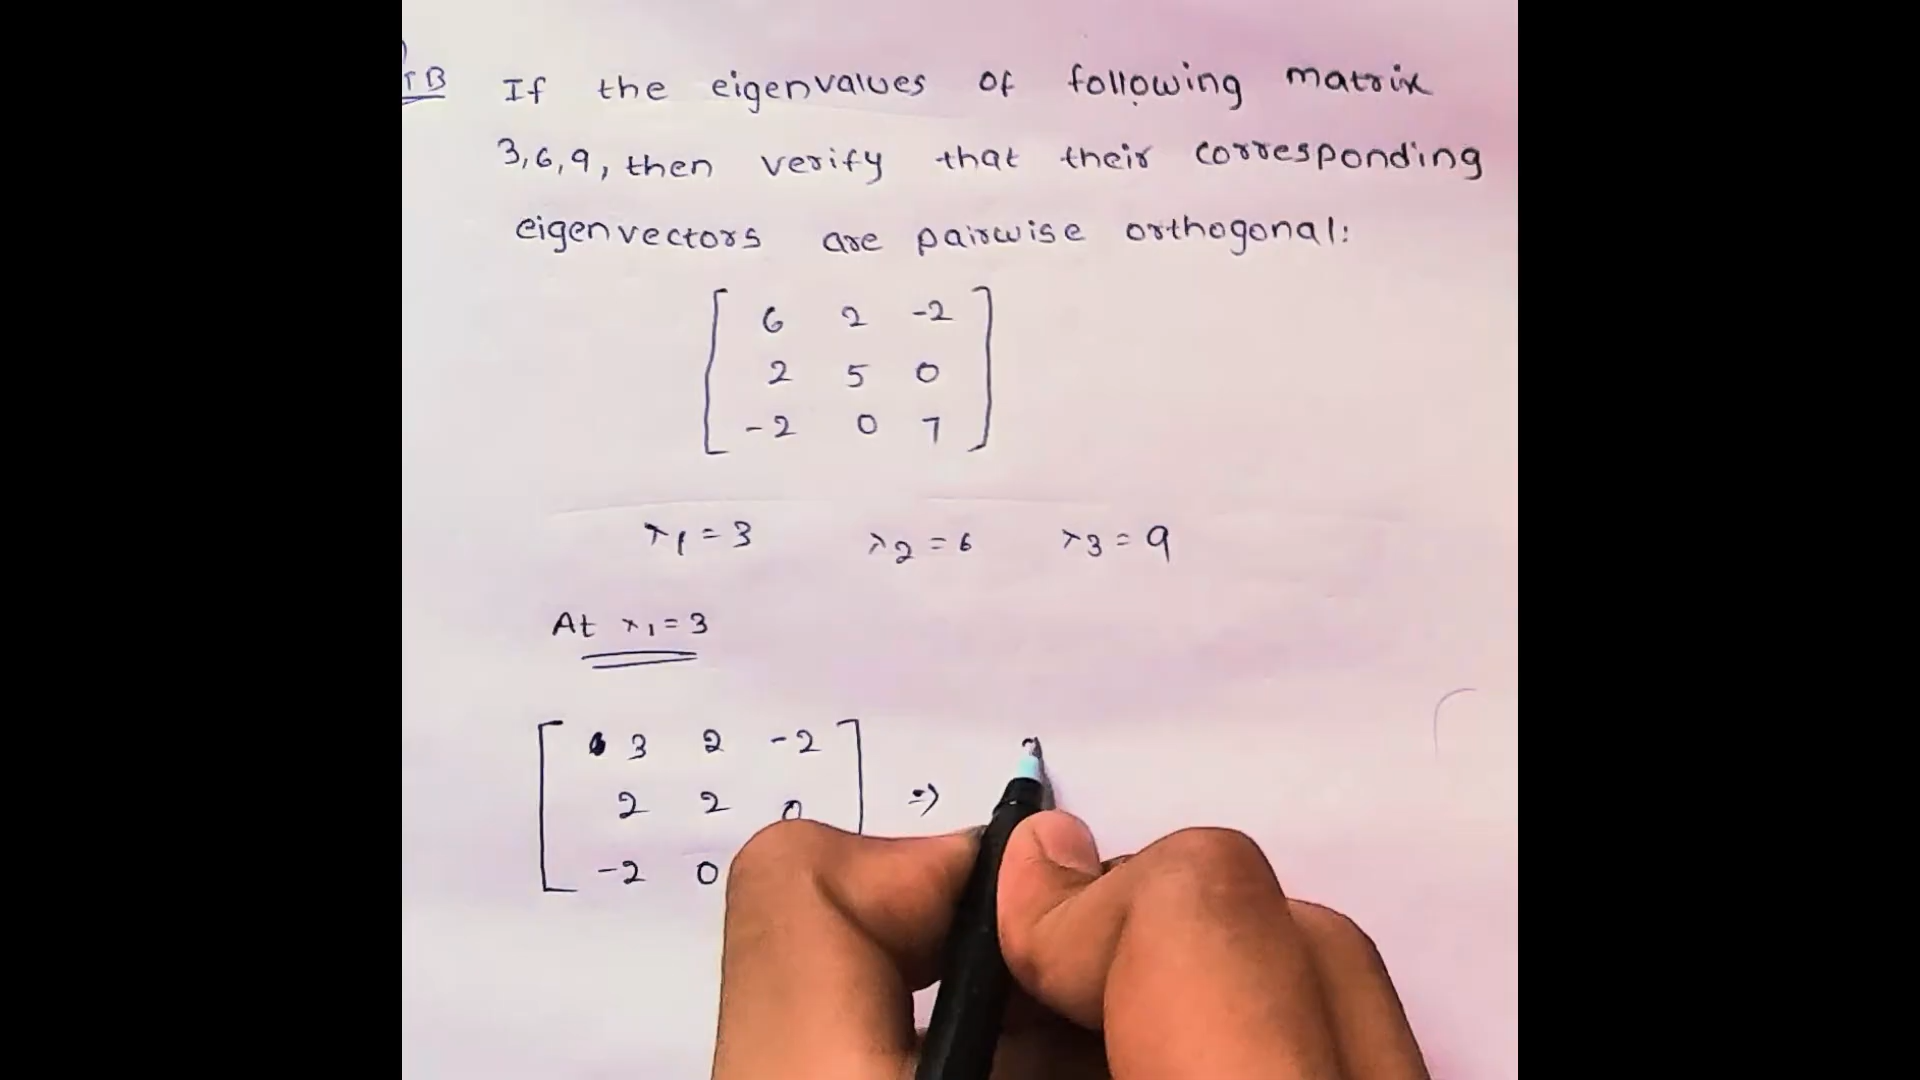 TB If the eigenvalues of following matrix
3,6,9, then verify that their corresponding
eigenvectors are pairwise orthogonal:
6 2 -2
2 5 0
-2 0 7
λ1 = 3 λ2 = 6 λ3 = 9
At λ1 = 3
3 2 -2
2 2 0 ⇒
-2 0